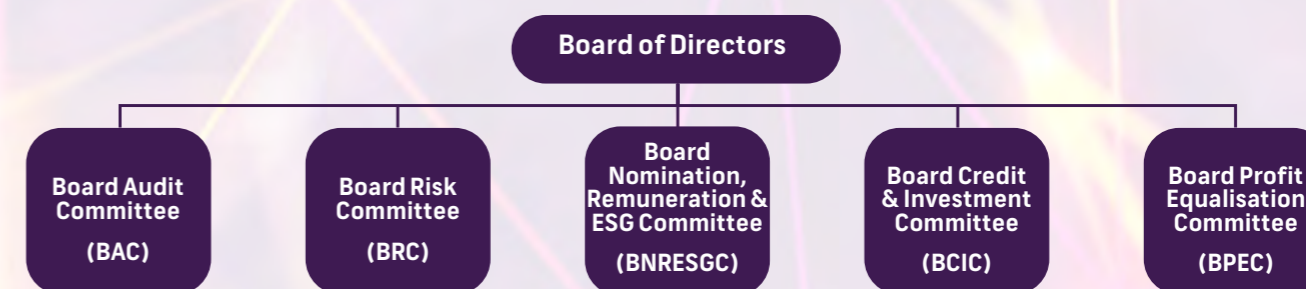 Board of Directors
Board Audit
Committee
(BAC)
Board Risk
Committee
(BRC)
Board
Nomination,
Remuneration &
ESG Committee
(BNRESGC)
Board Credit
& Investment
Committee
(BCIC)
Board Profit
Equalisation
Committee
(BPEC)